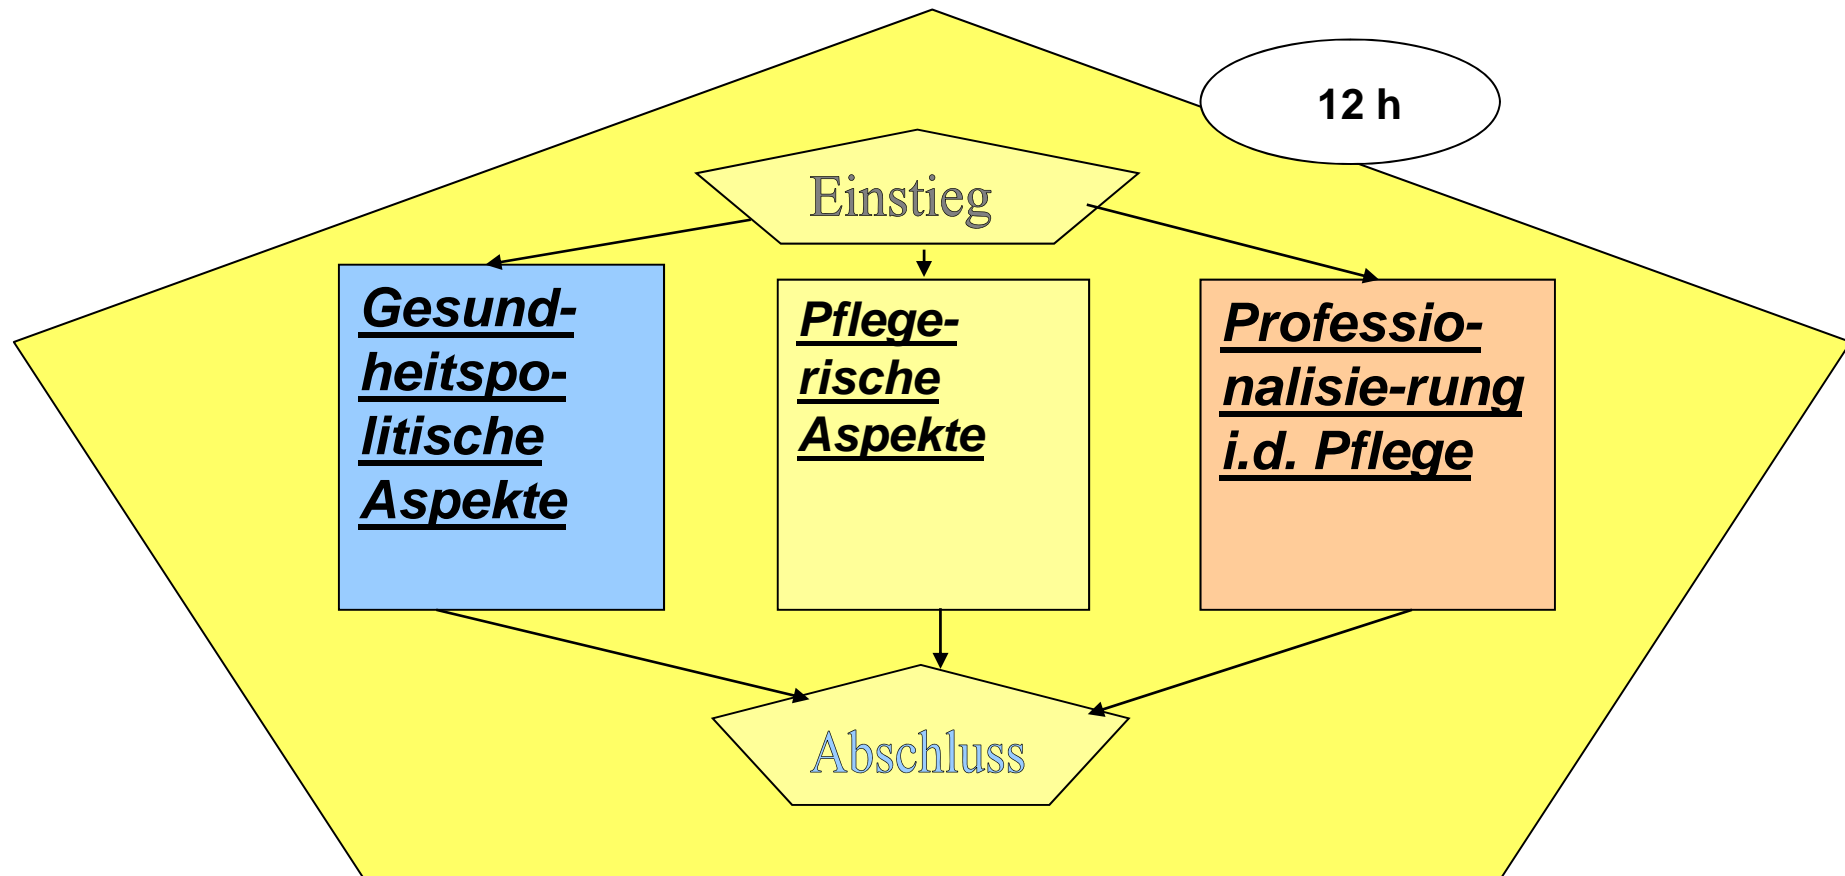 12 h
Einstieg
Gesund-
heitspo-
litische
Aspekte
Pflege-
rische
Aspekte
Professio-
nalisie-rung
i.d. Pflege
Abschluss